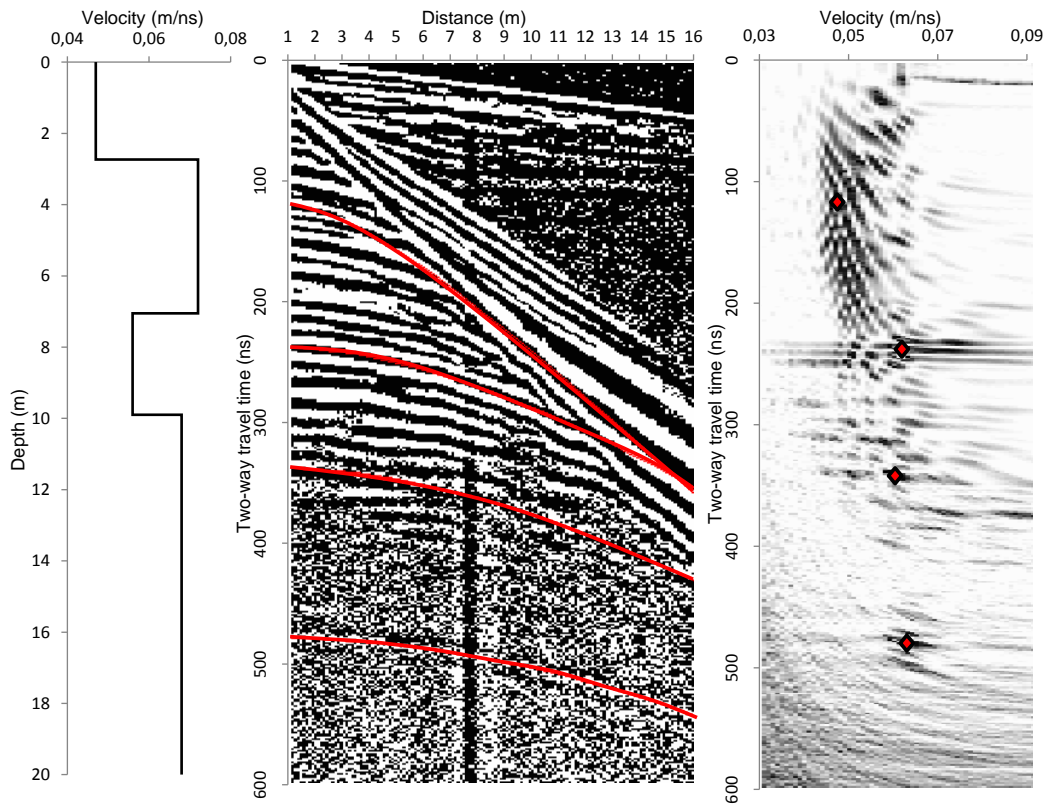 Velocity (m/ns)
0,04 0,06 0,08
Depth (m)
0
2
4
6
8
10
12
14
16
18
20
Distance (m)
1 2 3 4 5 6 7 8 9 10 11 12 13 14 15 16
Two-way travel time (ns)
0
100
200
300
400
500
600
Velocity (m/ns)
0,03 0,05 0,07 0,09
Two-way travel time (ns)
0
100
200
300
400
500
600